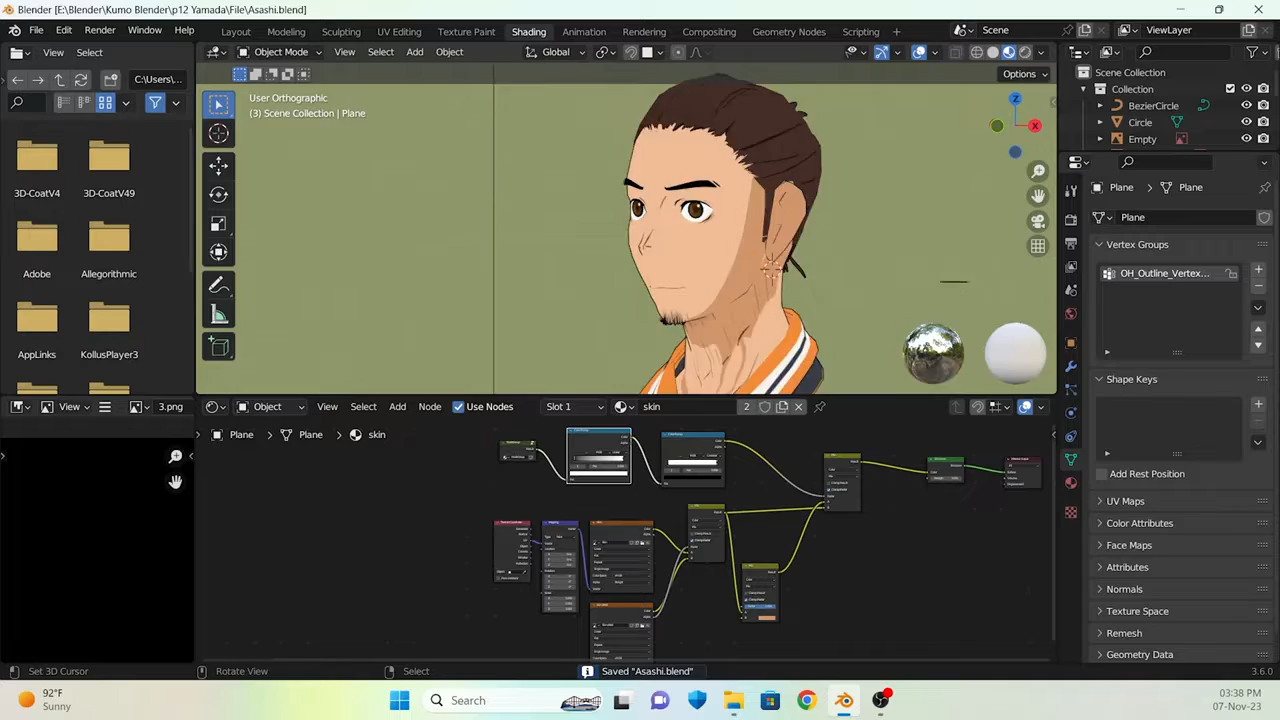 Blender [E:\Blender\Kumo Blender\p12 Yamada\File\Asashi.blend]
File Edit Render Window Help
Layout Modeling Sculpting UV Editing Texture Paint Shading Animation Rendering Compositing Geometry Nodes Scripting +
Scene
ViewLayer
View Select
Object Mode View Select Add Object
Global
C:\Users\...
Options
User Orthographic
(3) Scene Collection | Plane
Z
X
3D-CoatV4
3D-CoatV49
Adobe
Allegorithmic
AppLinks
KollusPlayer3
Scene Collection
Collection
BezierCircle
Circle
Empty
Plane
Plane
Plane
Vertex Groups
OH_Outline_Vertex...
Shape Keys
Add Rest Position
UV Maps
Color Attributes
Face Maps
Attributes
Normals
Texture Space
Remesh
Geometry Data
View
3.png
Object View Select Add Node Use Nodes Slot 1 skin 2
Plane > Plane > skin
Set 3D Cursor
Rotate View
Select
Saved "Asashi.blend"
3.6.0
92°F
Sunny
Search
03:38 PM
07-Nov-23